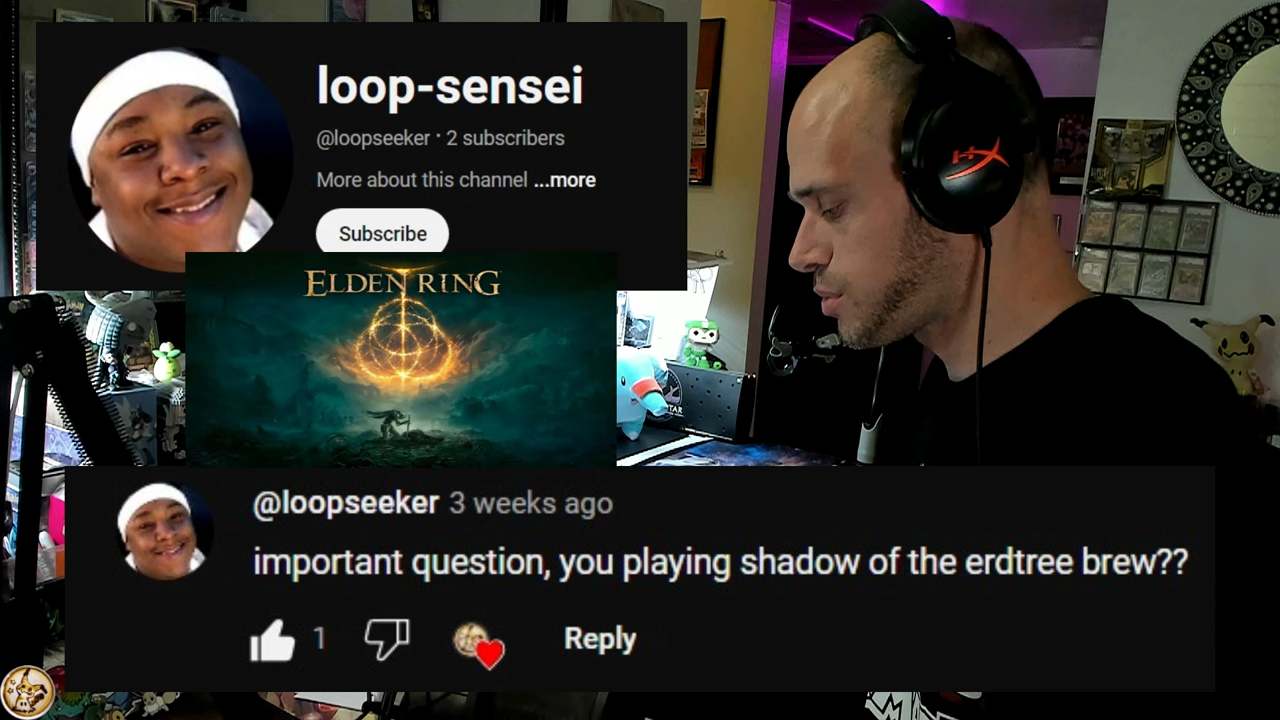 loop-sensei
@loopseeker · 2 subscribers
More about this channel ...more
Subscribe
ELDEN RING
HX
@loopseeker 3 weeks ago
important question, you playing shadow of the erdtree brew??
1
Reply